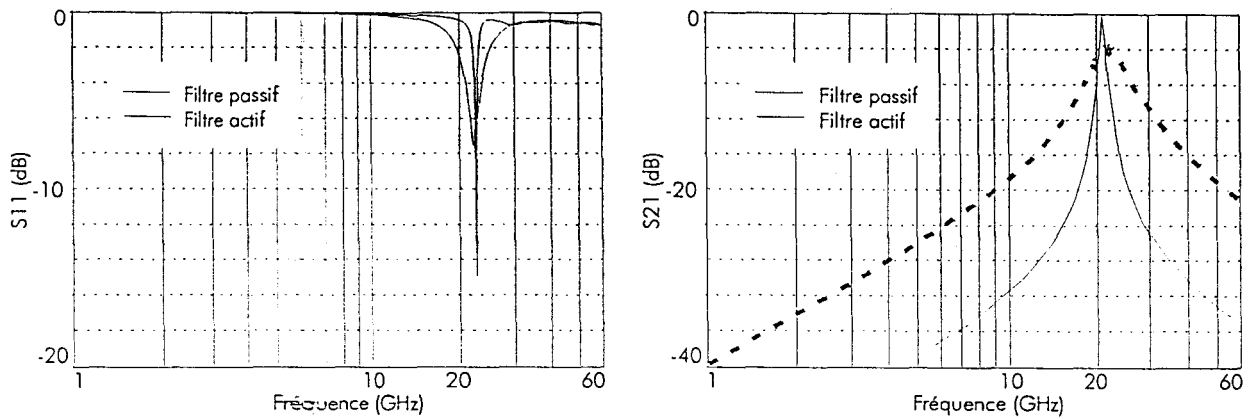 0
Filtre passif
Filtre actif
-10
-20
S11 (dB)
1
10
20
60
Fréquence (GHz)
0
Filtre passif
Filtre actif
-20
-40
S21 (dB)
1
10
20
60
Fréquence (GHz)